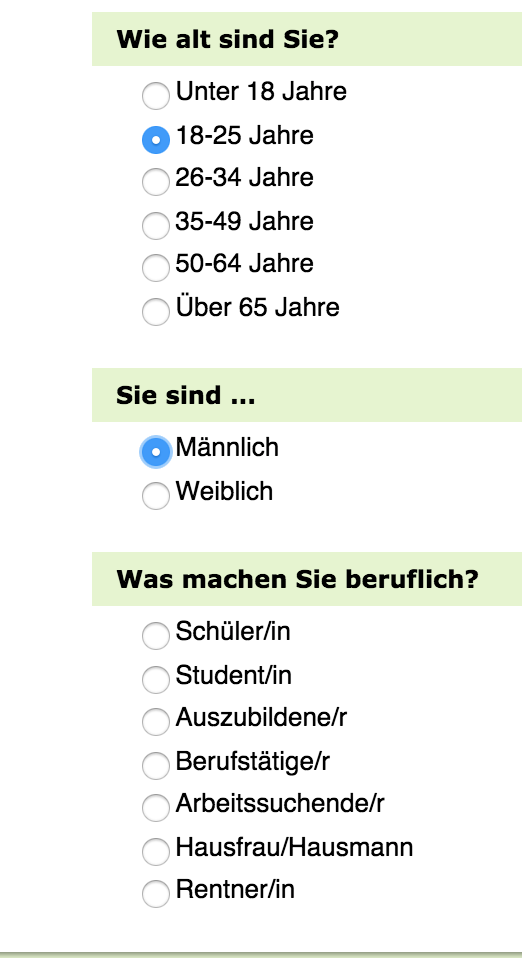 Wie alt sind Sie?
Unter 18 Jahre
18-25 Jahre
26-34 Jahre
35-49 Jahre
50-64 Jahre
Über 65 Jahre
Sie sind ...
Männlich
Weiblich
Was machen Sie beruflich?
Schüler/in
Student/in
Auszubildene/r
Berufstätige/r
Arbeitssuchende/r
Hausfrau/Hausmann
Rentner/in